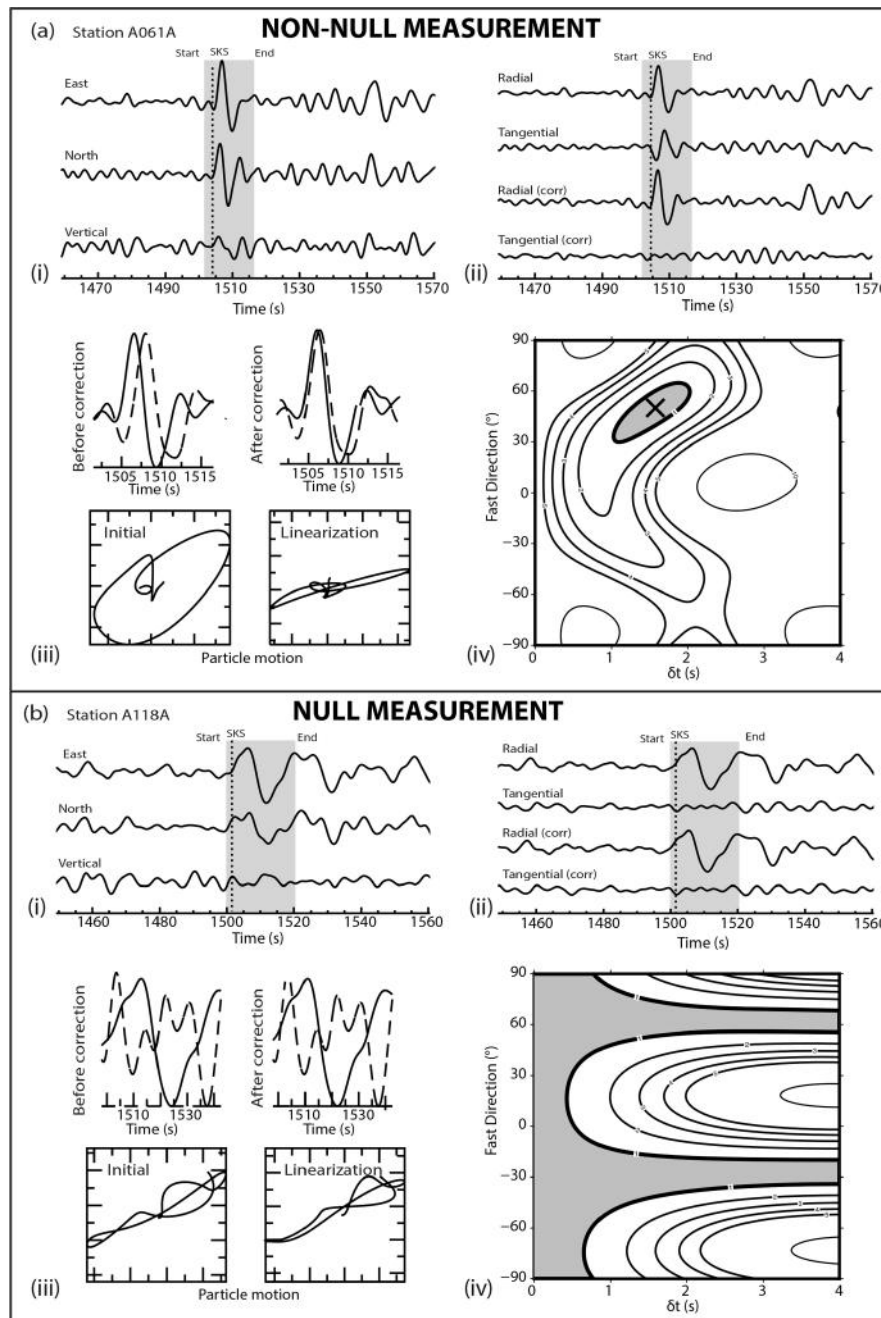 (a) Station A061A NON-NULL MEASUREMENT
Start SKS End
East
North
Vertical
(i)
1470 1490 1510 1530 1550 1570
Time (s)
Start SKS End
Radial
Tangential
Radial (corr)
Tangential (corr)
(ii)
1470 1490 1510 1530 1550 1570
Time (s)
Before correction
1505 1510 1515
Time (s)
After correction
1505 1510 1515
Time (s)
Initial
Linearization
(iii)
Particle motion
Fast Direction (°)
90
60
30
0
−30
−60
−90
0 1 2 3 4
(iv)
δt (s)
(b) Station A118A NULL MEASUREMENT
Start SKS End
East
North
Vertical
(i)
1460 1480 1500 1520 1540 1560
Time (s)
Start SKS End
Radial
Tangential
Radial (corr)
Tangential (corr)
(ii)
1460 1480 1500 1520 1540 1560
Time (s)
Before correction
1510 1530
Time (s)
After correction
1510 1530
Time (s)
Initial
Linearization
(iii)
Particle motion
Fast Direction (°)
90
60
30
0
−30
−60
−90
0 1 2 3 4
(iv)
δt (s)